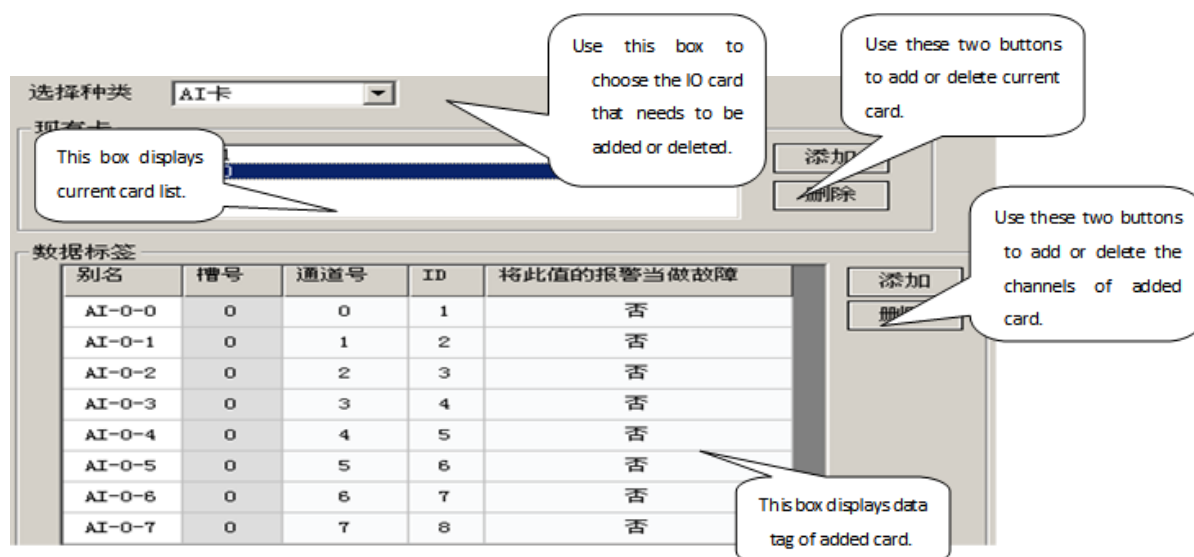 Use this box to
choose the IO card
that needs to be
added or deleted.
Use these two buttons
to add or delete current
card.
选择种类 AI卡
This box displays
current card list.
添加
删除
Use these two buttons
to add or delete the
channels of added
card.
数据标签
别名 槽号 通道号 ID 将此值的报警当做故障
添加
AI-0-0 0 0 1 否
AI-0-1 0 1 2 否
AI-0-2 0 2 3 否
AI-0-3 0 3 4 否
AI-0-4 0 4 5 否
AI-0-5 0 5 6 否
AI-0-6 0 6 7 否
AI-0-7 0 7 8 否
This box displays data
tag of added card.